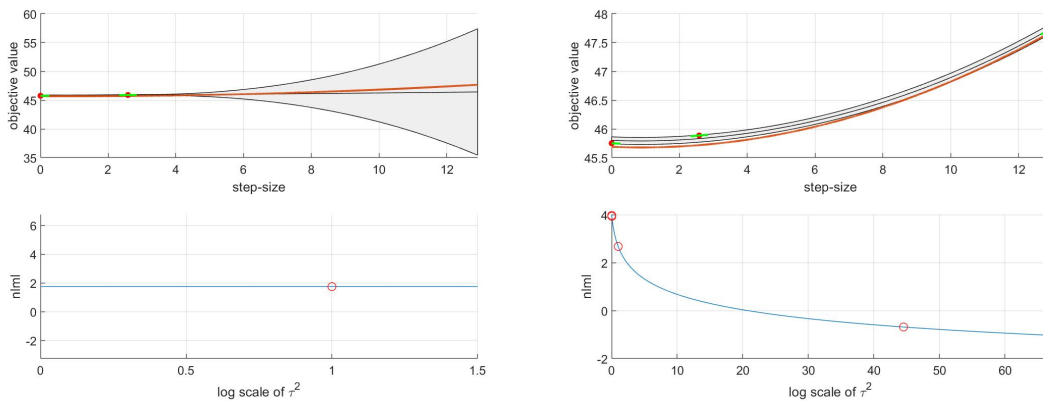 60
55
50
45
40
35
objective value
0 2 4 6 8 10 12
step-size
48
47.5
47
46.5
46
45.5
objective value
0 2 4 6 8 10 12
step-size
6
4
2
0
-2
nlml
0 0.5 1 1.5
log scale of τ²
4
2
0
-2
nlml
0 10 20 30 40 50 60
log scale of τ²